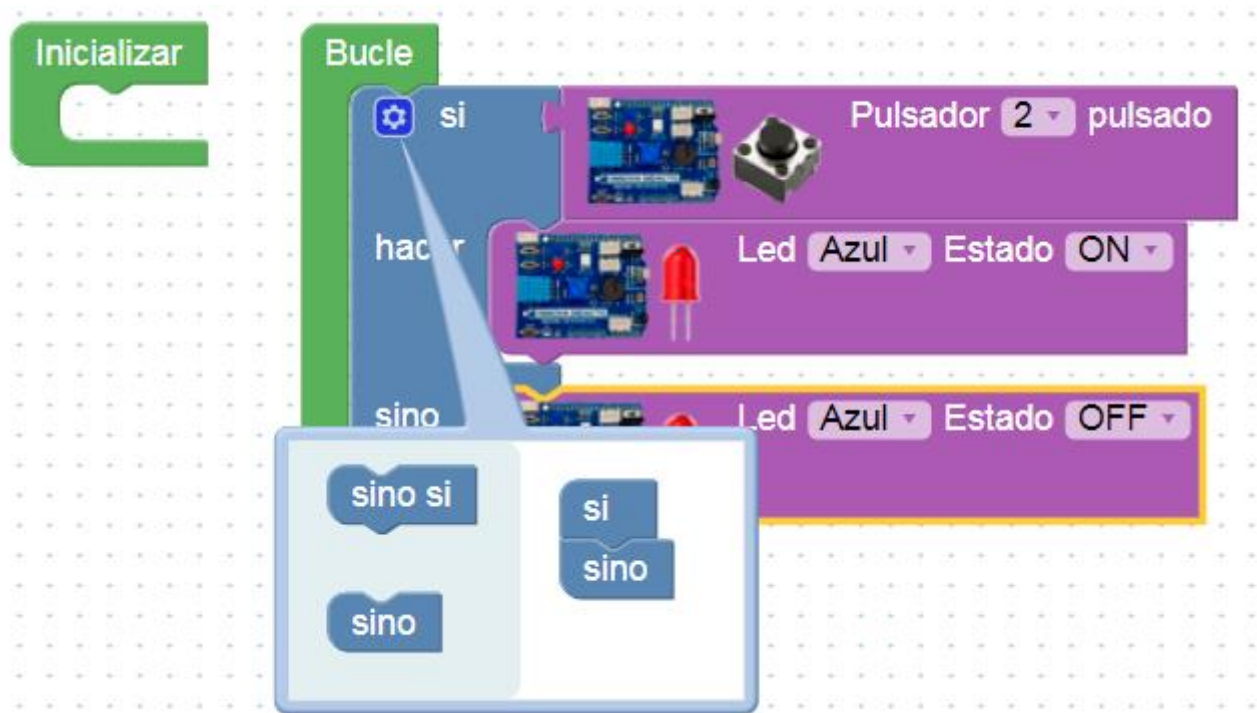 Inicializar
Bucle
si
Pulsador 2 pulsado
hacer
Led Azul Estado ON
sino
Led Azul Estado OFF
sino si
sino
si
sino